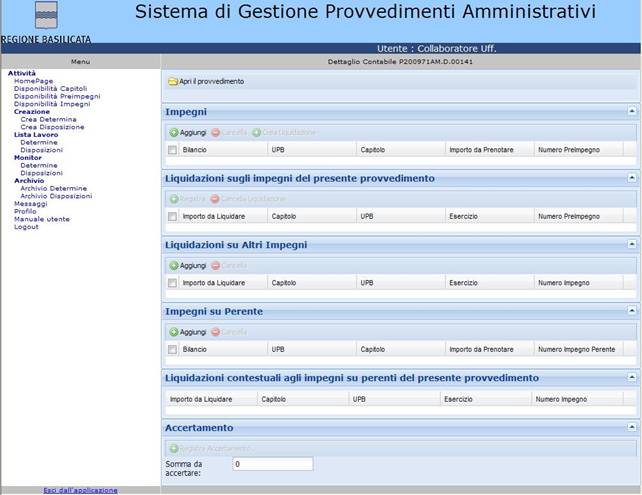 Sistema di Gestione Provvedimenti Amministrativi
REGIONE BASILICATA
Utente : Collaboratore Uff.
Menu
Dettaglio Contabile P200971AM.D.00141
Attività
HomePage
Disponibilità Capitoli
Disponibilità Preimpegni
Disponibilità Impegni
Creazione
Crea Determina
Crea Disposizione
Lista Lavoro
Determine
Disposizioni
Monitor
Determine
Disposizioni
Archivio
Archivio Determine
Archivio Disposizioni
Messaggi
Profilo
Manuale utente
Logout
Esci dall'applicazione
Apri il provvedimento
Impegni
Aggiungi Cancella Crea Liquidazione
Bilancio UPB Capitolo Importo da Prenotare Numero PreImpegno
Liquidazioni sugli impegni del presente provvedimento
Registra Cancella Liquidazione
Importo da Liquidare Capitolo UPB Esercizio Numero PreImpegno
Liquidazioni su Altri Impegni
Aggiungi Cancella
Importo da Liquidare Capitolo UPB Esercizio Numero Impegno
Impegni su Perente
Aggiungi Cancella
Bilancio UPB Capitolo Importo da Prenotare Numero Impegno Perente
Liquidazioni contestuali agli impegni su perenti del presente provvedimento
Importo da Liquidare Capitolo UPB Esercizio Numero Impegno
Accertamento
Registra Accertamento
Somma da
accertare: 0